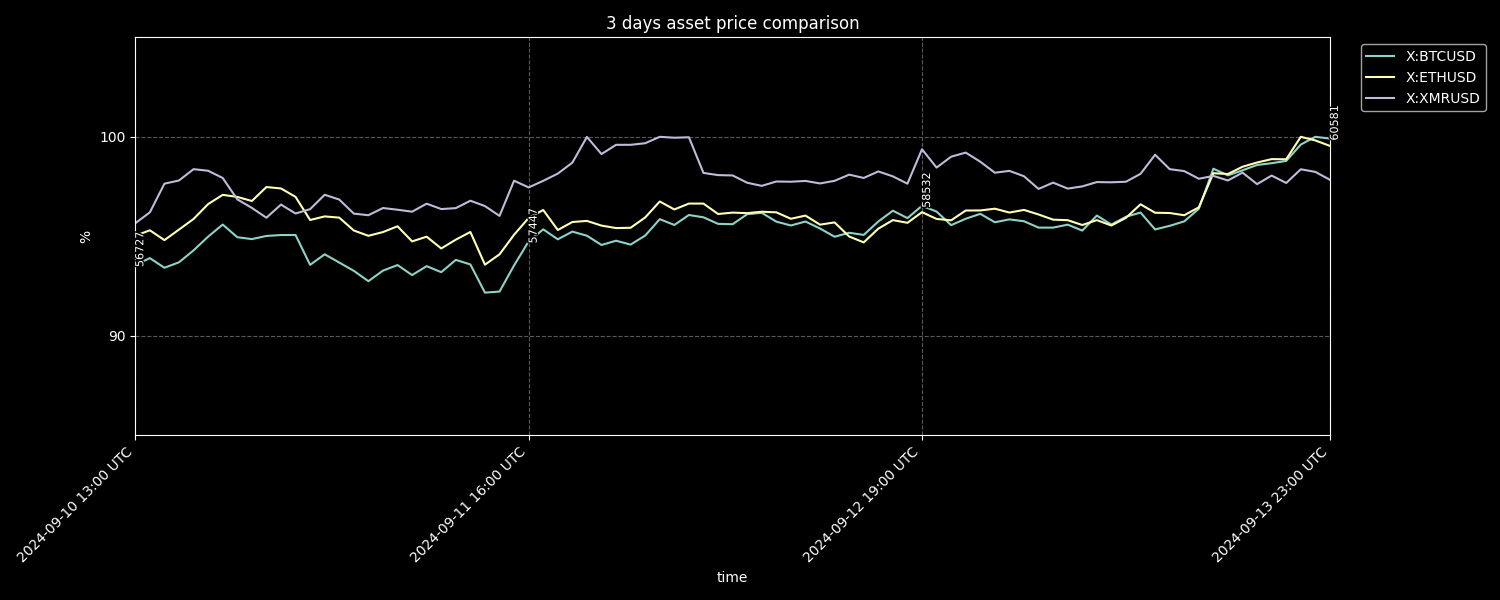 3 days asset price comparison
X:BTCUSD
X:ETHUSD
X:XMRUSD
100
90
%
56727
57447
58532
60581
2024-09-10 13:00 UTC
2024-09-11 16:00 UTC
2024-09-12 19:00 UTC
2024-09-13 23:00 UTC
time